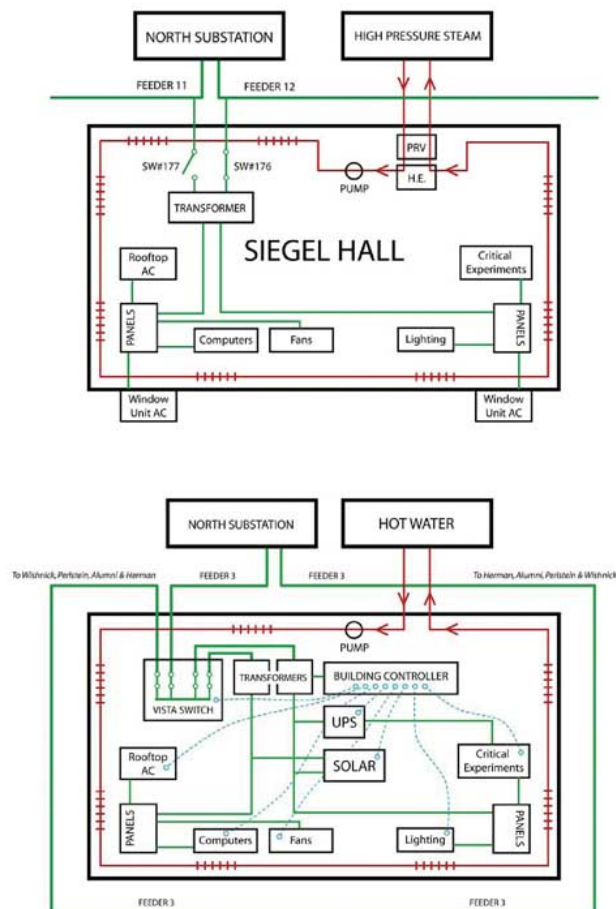 NORTH SUBSTATION
HIGH PRESSURE STEAM
FEEDER 11
FEEDER 12
PRV
SW#177
SW#176
H.E.
PUMP
TRANSFORMER
SIEGEL HALL
Rooftop
AC
Critical
Experiments
PANELS
PANELS
Computers
Fans
Lighting
Window
Unit AC
Window
Unit AC
NORTH SUBSTATION
HOT WATER
To Wishnick, Perlstein, Alumni & Herman
FEEDER 3
FEEDER 3
To Herman, Alumni, Perlstein & Wishnick
PUMP
TRANSFORMERS
BUILDING CONTROLLER
VISTA SWITCH
UPS
Rooftop
AC
SOLAR
Critical
Experiments
PANELS
PANELS
Computers
Fans
Lighting
FEEDER 3
FEEDER 3